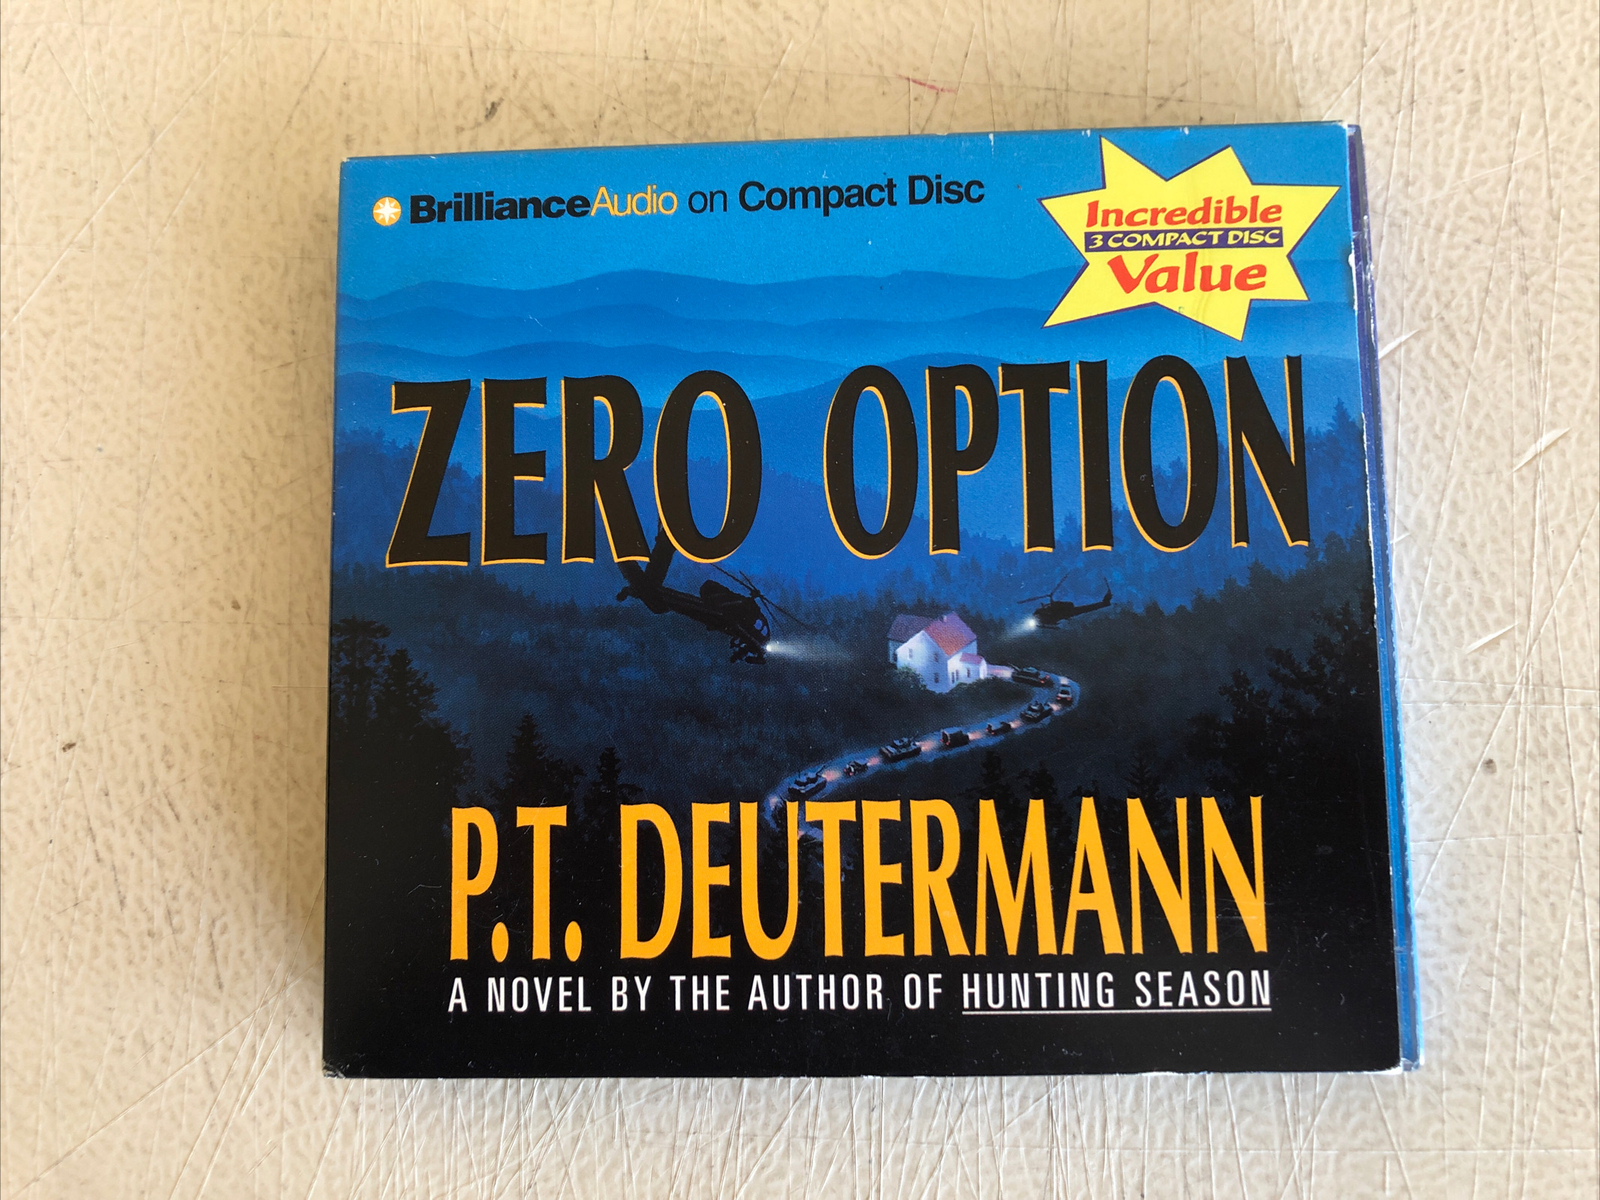 BrillianceAudio on Compact Disc
Incredible
3 COMPACT DISC
Value
ZERO OPTION
P.T. DEUTERMANN
A NOVEL BY THE AUTHOR OF HUNTING SEASON